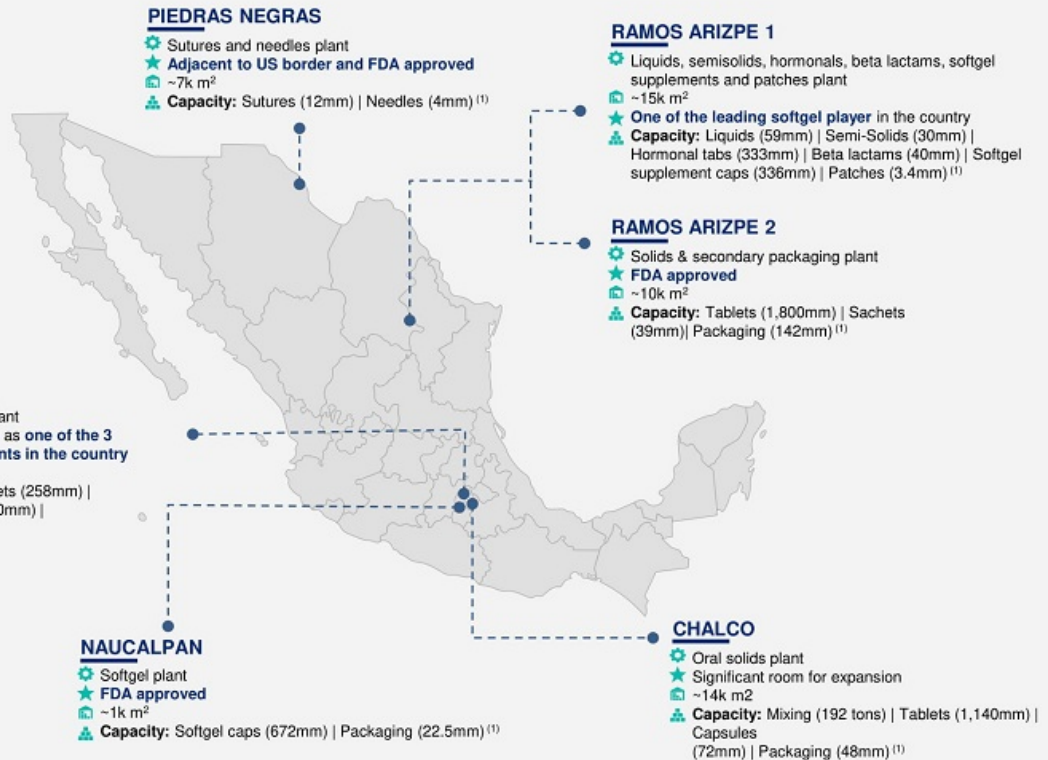 PIEDRAS NEGRAS
Sutures and needles plant
Adjacent to US border and FDA approved
~7k m²
Capacity: Sutures (12mm) | Needles (4mm) (1)
RAMOS ARIZPE 1
Liquids, semisolids, hormonals, beta lactams, softgel
supplements and patches plant
~15k m²
One of the leading softgel player in the country
Capacity: Liquids (59mm) | Semi-Solids (30mm) |
Hormonal tabs (333mm) | Beta lactams (40mm) | Softgel
supplement caps (336mm) | Patches (3.4mm) (1)
RAMOS ARIZPE 2
Solids & secondary packaging plant
FDA approved
~10k m²
Capacity: Tablets (1,800mm) | Sachets
(39mm)| Packaging (142mm) (1)
as one of the 3
in the country
(258mm) |
NAUCALPAN
Softgel plant
FDA approved
~1k m²
Capacity: Softgel caps (672mm) | Packaging (22.5mm) (1)
CHALCO
Oral solids plant
Significant room for expansion
~14k m2
Capacity: Mixing (192 tons) | Tablets (1,140mm) |
Capsules
(72mm) | Packaging (48mm) (1)